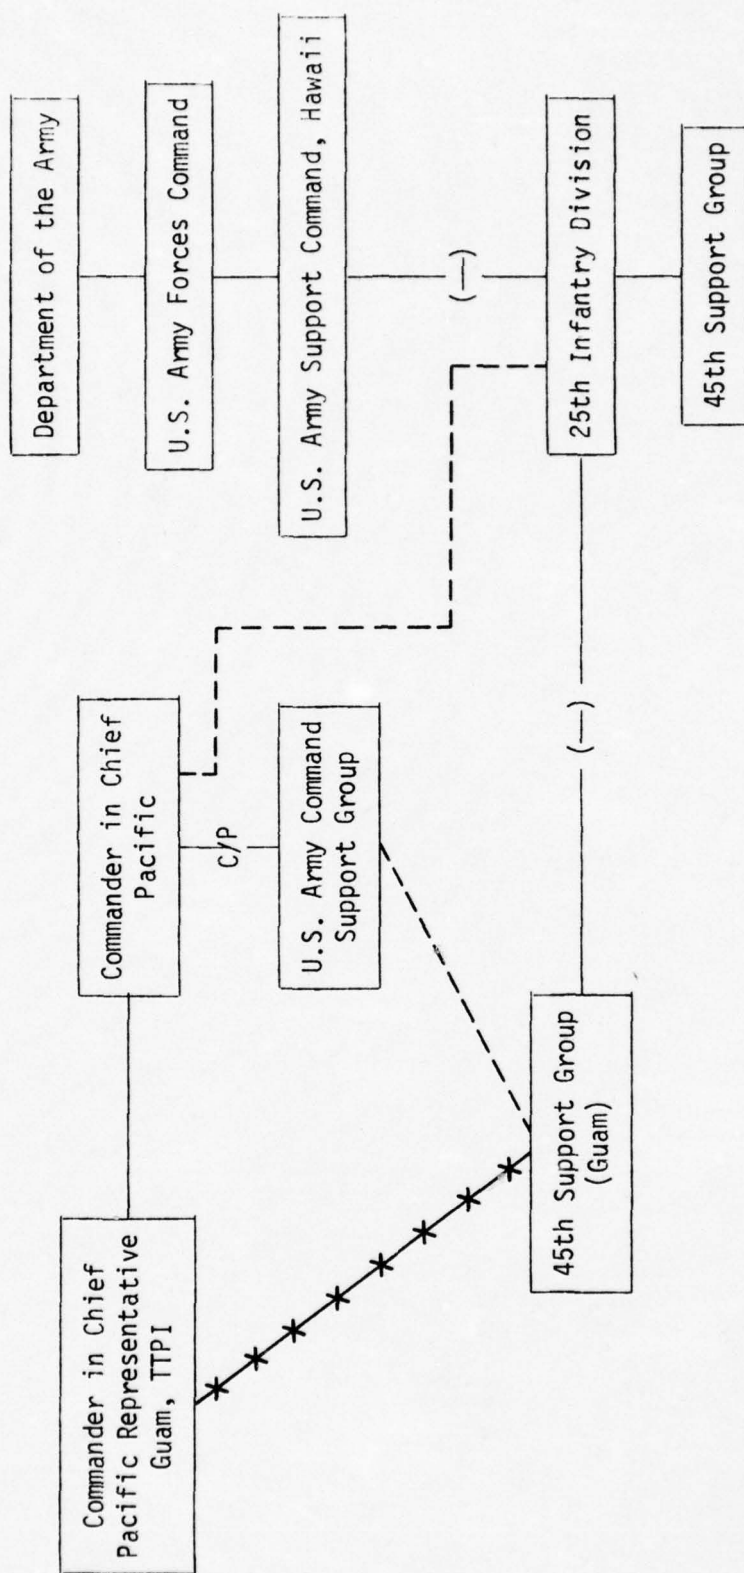 Department of the Army
U.S. Army Forces Command
U.S. Army Support Command, Hawaii
(—)
25th Infantry Division
45th Support Group
Commander in Chief
Pacific
C/P
U.S. Army Command
Support Group
(—)
Commander in Chief
Pacific Representative
Guam, TTPI
45th Support Group
(Guam)